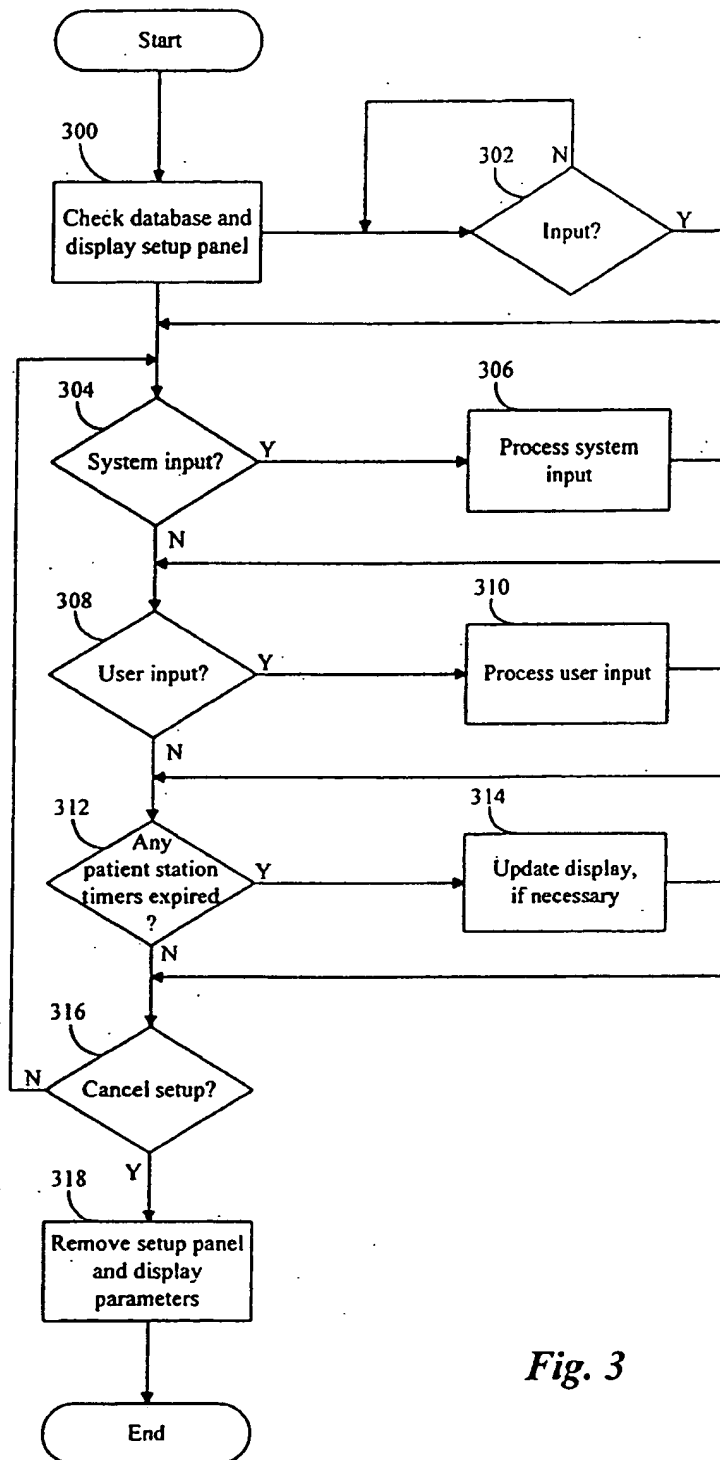 Start
300
Check database and
display setup panel
302
N
Input?
Y
304
System input?
Y
N
306
Process system
input
308
User input?
Y
N
310
Process user input
312
Any
patient station
timers expired
?
Y
N
314
Update display,
if necessary
316
Cancel setup?
N
Y
318
Remove setup panel
and display
parameters
End
Fig. 3